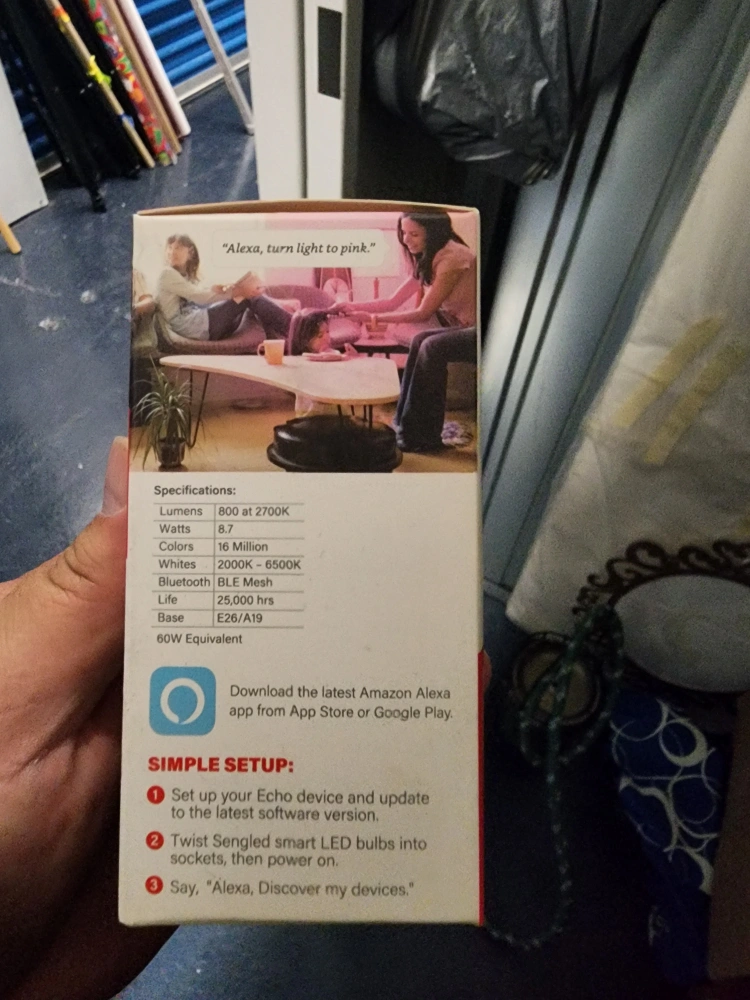 "Alexa, turn light to pink."
Specifications:
Lumens 800 at 2700K
Watts 8.7
Colors 16 Million
Whites 2000K – 6500K
Bluetooth BLE Mesh
Life 25,000 hrs
Base E26/A19
60W Equivalent
Download the latest Amazon Alexa
app from App Store or Google Play.
SIMPLE SETUP:
1 Set up your Echo device and update
to the latest software version.
2 Twist Sengled smart LED bulbs into
sockets, then power on.
3 Say, "Alexa, Discover my devices."